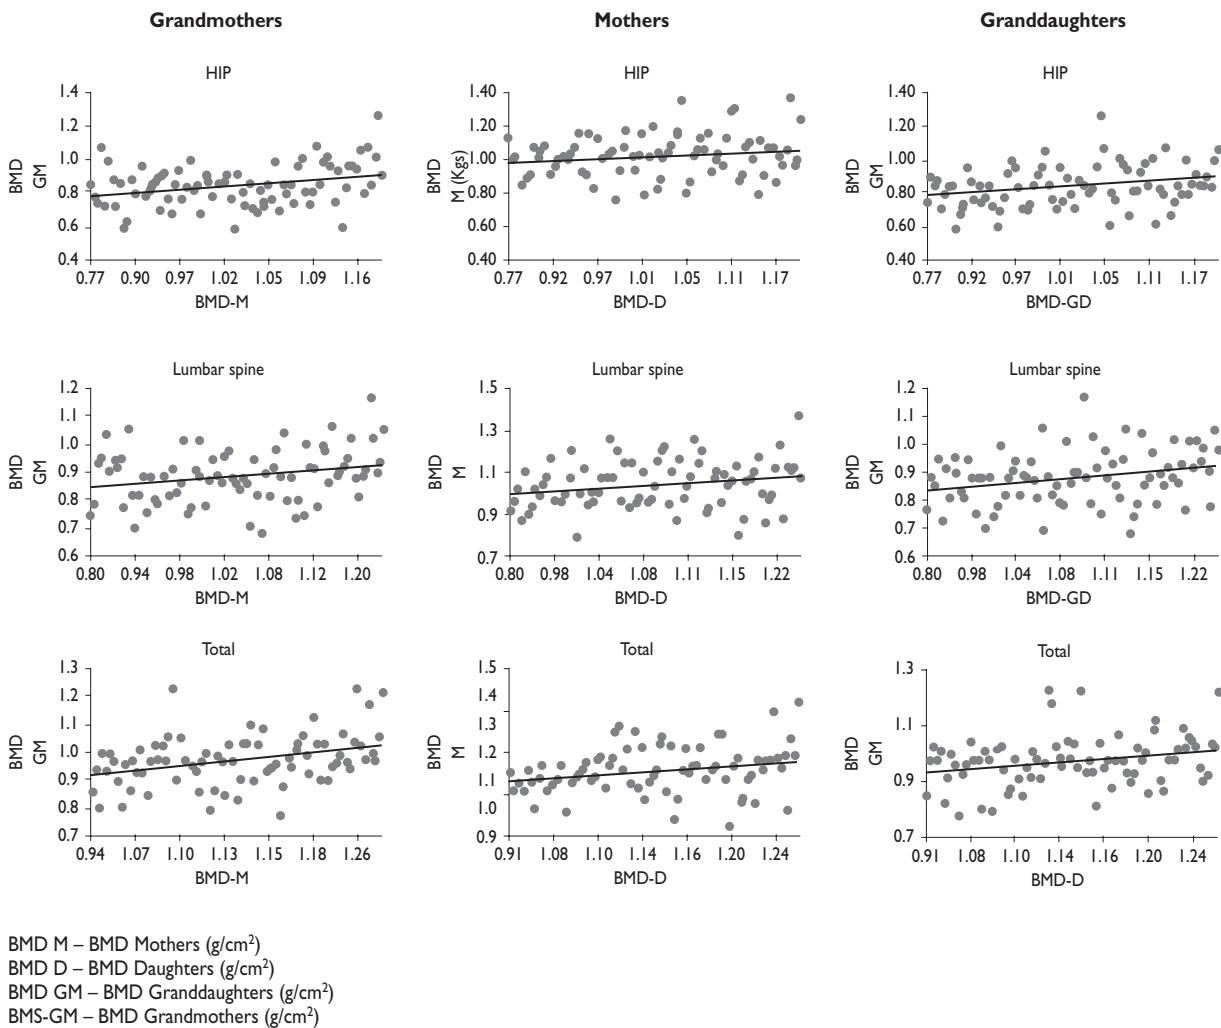 Grandmothers
Mothers
Granddaughters
HIP
BMD
GM
1.4
1.2
1.0
0.8
0.6
0.4
0.77 0.90 0.97 1.02 1.05 1.09 1.16
BMD-M
HIP
BMD
M (Kgs)
1.40
1.20
1.00
0.80
0.60
0.40
0.77 0.92 0.97 1.01 1.05 1.11 1.17
BMD-D
HIP
BMD
GM
1.40
1.20
1.00
0.80
0.60
0.40
0.77 0.92 0.97 1.01 1.05 1.11 1.17
BMD-GD
Lumbar spine
BMD
GM
1.2
1.1
1.0
0.9
0.8
0.7
0.6
0.80 0.94 0.98 1.02 1.08 1.12 1.20
BMD-M
Lumbar spine
BMD
M
1.5
1.3
1.1
0.9
0.7
0.80 0.98 1.04 1.08 1.11 1.15 1.22
BMD-D
Lumbar spine
BMD
GM
1.2
1.1
1.0
0.9
0.8
0.7
0.6
0.80 0.98 1.04 1.08 1.11 1.15 1.22
BMD-GD
Total
BMD
GM
1.3
1.2
1.1
1.0
0.9
0.8
0.7
0.94 1.07 1.10 1.13 1.15 1.18 1.26
BMD-M
Total
BMD
M
1.5
1.4
1.3
1.2
1.1
1.0
0.9
0.91 1.08 1.10 1.14 1.16 1.20 1.24
BMD-D
Total
BMD
GM
1.3
1.1
0.9
0.7
0.91 1.08 1.10 1.14 1.16 1.20 1.24
BMD-D
BMD M – BMD Mothers (g/cm²)
BMD D – BMD Daughters (g/cm²)
BMD GM – BMD Granddaughters (g/cm²)
BMS-GM – BMD Grandmothers (g/cm²)